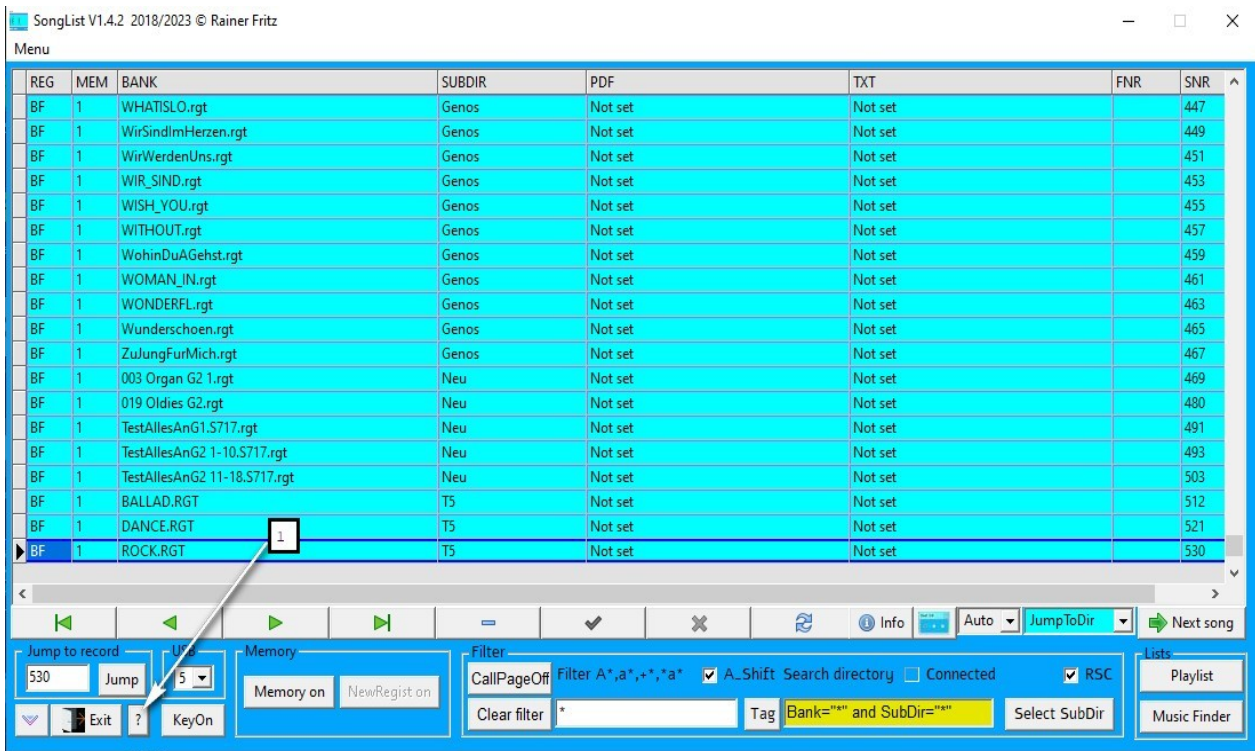 SongList V1.4.2 2018/2023 © Rainer Fritz
Menu
REG MEM BANK SUBDIR PDF TXT FNR SNR
BF 1 WHATISLO.rgt Genos Not set Not set 447
BF 1 WirSindImHerzen.rgt Genos Not set Not set 449
BF 1 WirWerdenUns.rgt Genos Not set Not set 451
BF 1 WIR_SIND.rgt Genos Not set Not set 453
BF 1 WISH_YOU.rgt Genos Not set Not set 455
BF 1 WITHOUT.rgt Genos Not set Not set 457
BF 1 WohinDuAGehst.rgt Genos Not set Not set 459
BF 1 WOMAN_IN.rgt Genos Not set Not set 461
BF 1 WONDERFL.rgt Genos Not set Not set 463
BF 1 Wunderschoen.rgt Genos Not set Not set 465
BF 1 ZuJungFurMich.rgt Genos Not set Not set 467
BF 1 003 Organ G2 1.rgt Neu Not set Not set 469
BF 1 019 Oldies G2.rgt Neu Not set Not set 480
BF 1 TestAllesAnG1.S717.rgt Neu Not set Not set 491
BF 1 TestAllesAnG2 1-10.S717.rgt Neu Not set Not set 493
BF 1 TestAllesAnG2 11-18.S717.rgt Neu Not set Not set 503
BF 1 BALLAD.RGT T5 Not set Not set 512
BF 1 DANCE.RGT T5 Not set Not set 521
1
BF 1 ROCK.RGT T5 Not set Not set 530
Info Auto JumpToDir Next song
Jump to record USB Memory Filter Lists
530 Jump 5 Memory on NewRegist on CallPageOff Filter A*,a*,+*,*a* A_Shift Search directory Connected RSC Playlist
Exit ? KeyOn Clear filter * Tag Bank="*" and SubDir="*" Select SubDir Music Finder